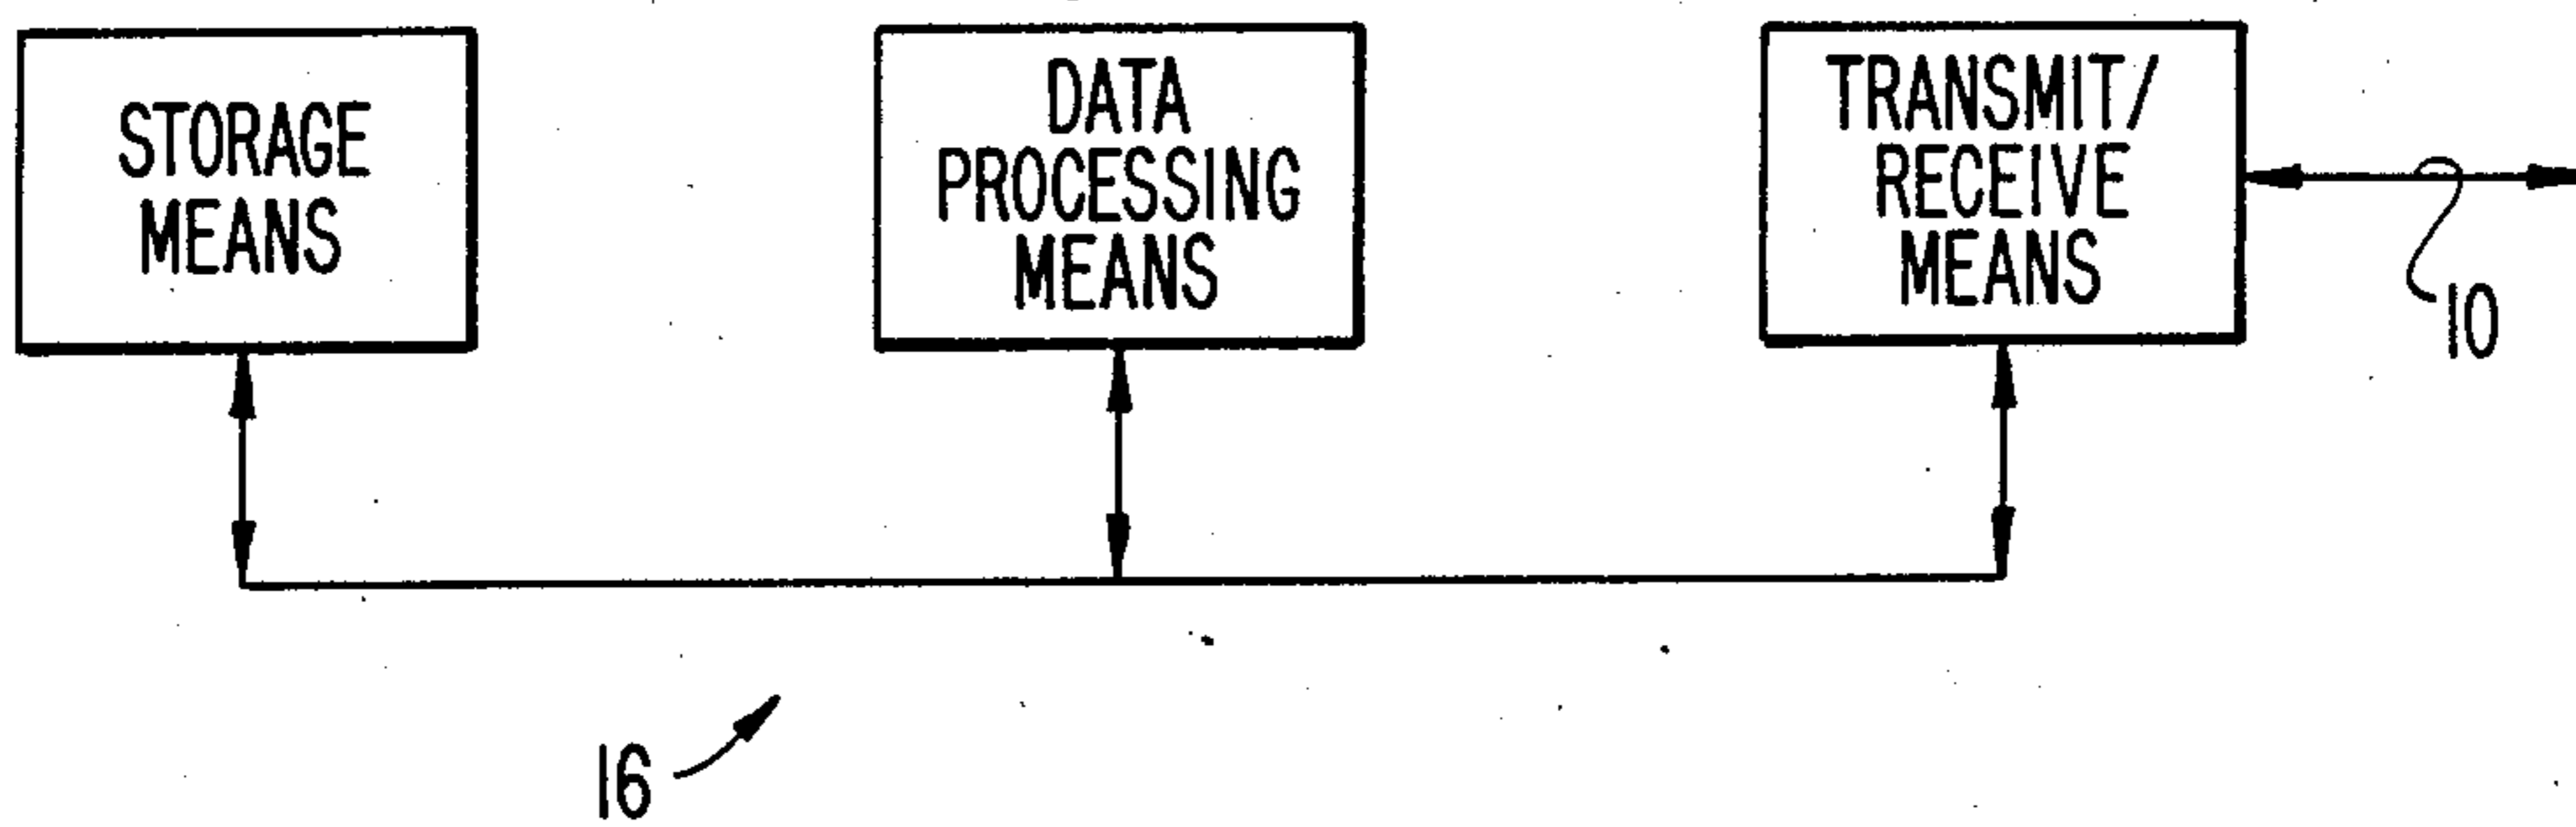 STORAGE
MEANS
DATA
PROCESSING
MEANS
TRANSMIT/
RECEIVE
MEANS
10
16